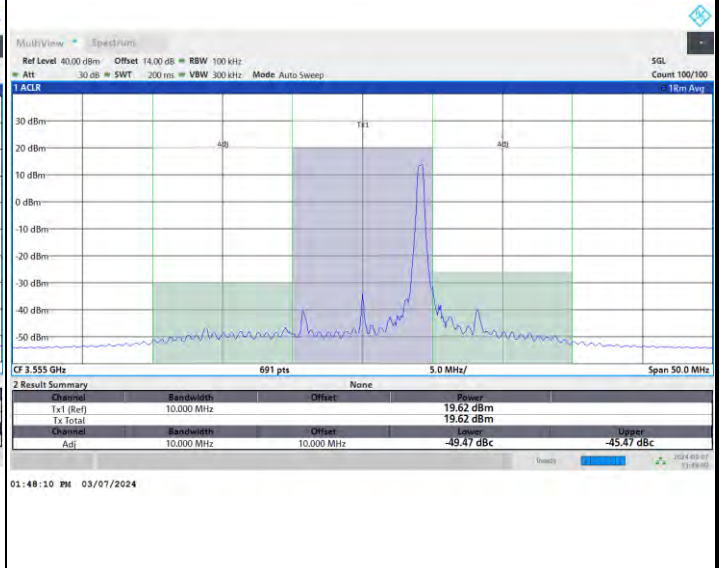 MultiView Spectrum
Ref Level 40.00 dBm Offset 14.00 dB RBW 100 kHz SGL
Att 30 dB SWT 200 ms VBW 300 kHz Mode Auto Sweep Count 100/100
1 ACLR 1Rm Avg
30 dBm
Tx1
20 dBm
Adj
Adj
10 dBm
0 dBm
-10 dBm
-20 dBm
-30 dBm
-40 dBm
-50 dBm
CF 3.555 GHz 691 pts 5.0 MHz/ Span 50.0 MHz
2 Result Summary None
Channel Bandwidth Offset Power
Tx1 (Ref) 10.000 MHz 19.62 dBm
Tx Total 19.62 dBm
Channel Bandwidth Offset Lower Upper
Adj 10.000 MHz 10.000 MHz -49.47 dBc -45.47 dBc
Ready 2024-03-07
01:48:10 PM 03/07/2024